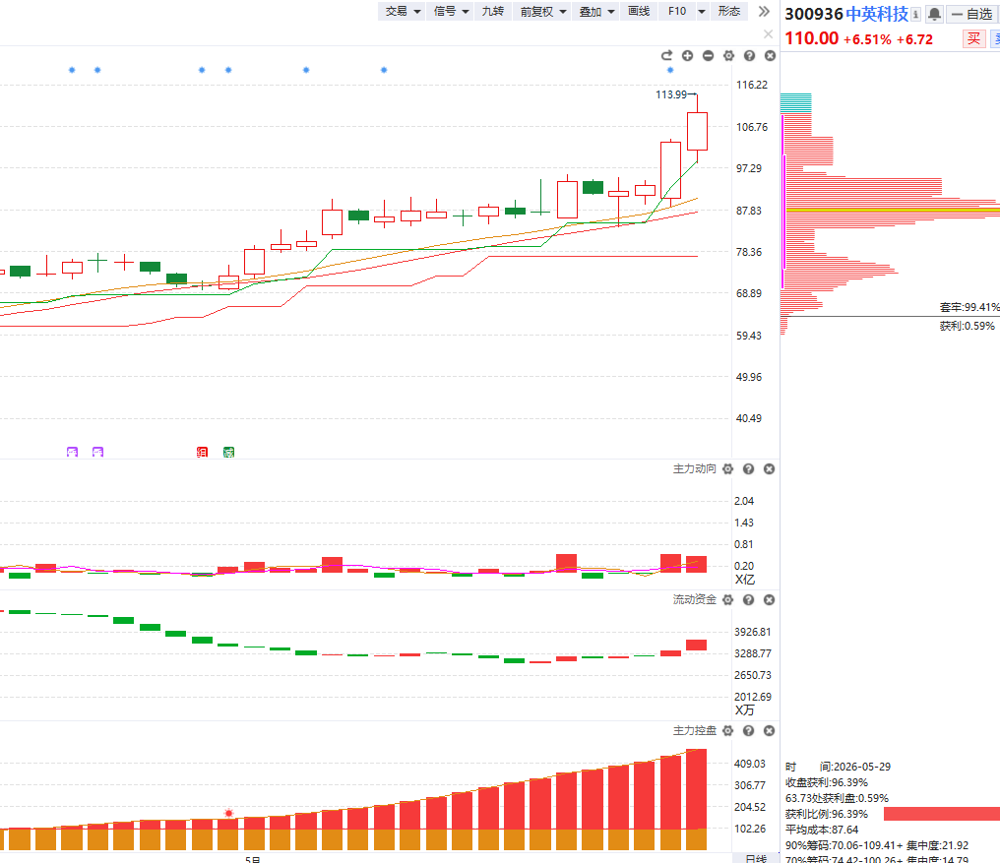 交易 信号 九转 前复权 叠加 画线 F10 形态
300936 中英科技 自选
110.00 +6.51% +6.72 买
116.22
113.99
106.76
97.29
87.83
78.36
68.89
59.43
49.96
40.49
套牢:99.41%
获利:0.59%
主力动向
2.04
1.43
0.81
0.20
X亿
流动资金
3926.81
3288.77
2650.73
2012.69
X万
主力控盘
409.03
306.77
204.52
102.26
5月
日线
时 间:2026-05-29
收盘获利:96.39%
63.73处获利盘:0.59%
获利比例:96.39%
平均成本:87.64
90%筹码:70.06-109.41+ 集中度:21.92
70%筹码:74.42-100.26+ 集中度:14.79